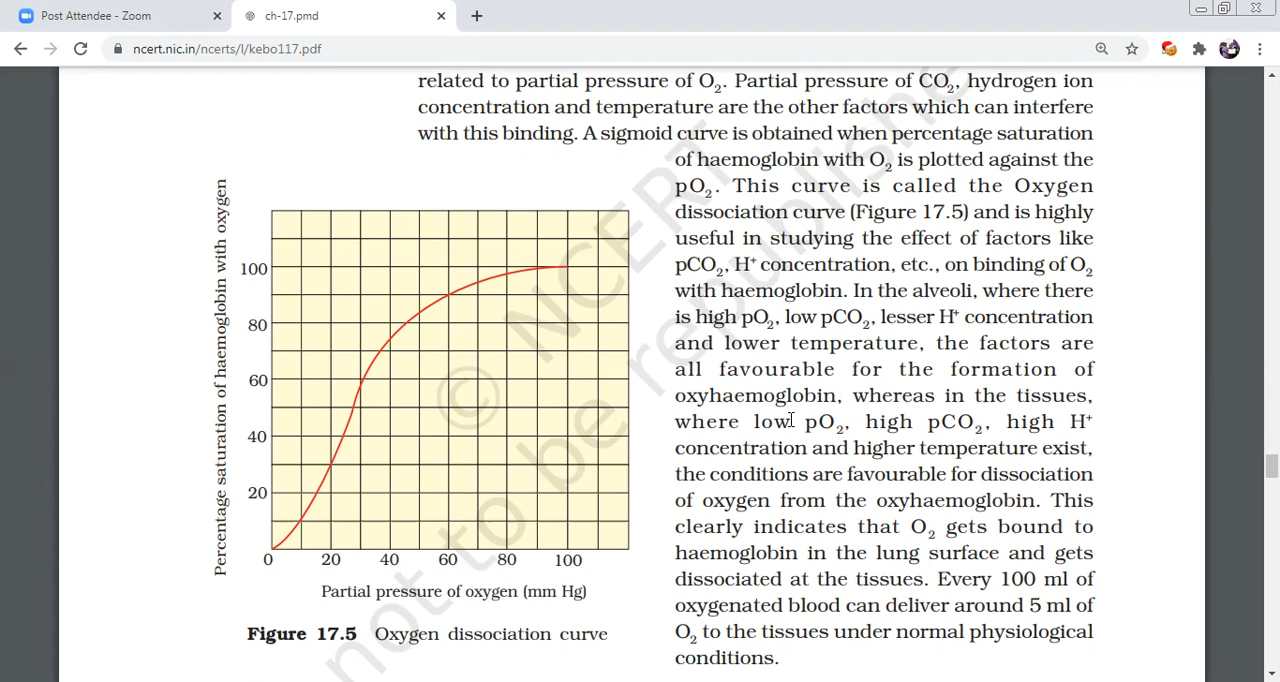 Post Attendee - Zoom
ch-17.pmd
ncert.nic.in/ncerts/l/kebo117.pdf
related to partial pressure of O₂. Partial pressure of CO₂, hydrogen ion
concentration and temperature are the other factors which can interfere
with this binding. A sigmoid curve is obtained when percentage saturation
of haemoglobin with O₂ is plotted against the
pO₂. This curve is called the Oxygen
dissociation curve (Figure 17.5) and is highly
useful in studying the effect of factors like
pCO₂, H⁺ concentration, etc., on binding of O₂
with haemoglobin. In the alveoli, where there
is high pO₂, low pCO₂, lesser H⁺ concentration
and lower temperature, the factors are
all favourable for the formation of
oxyhaemoglobin, whereas in the tissues,
where low pO₂, high pCO₂, high H⁺
concentration and higher temperature exist,
the conditions are favourable for dissociation
of oxygen from the oxyhaemoglobin. This
clearly indicates that O₂ gets bound to
haemoglobin in the lung surface and gets
dissociated at the tissues. Every 100 ml of
oxygenated blood can deliver around 5 ml of
O₂ to the tissues under normal physiological
conditions.
Percentage saturation of haemoglobin with oxygen
100
80
60
40
20
0 20 40 60 80 100
Partial pressure of oxygen (mm Hg)
Figure 17.5 Oxygen dissociation curve
© NCERT
not to be republishe